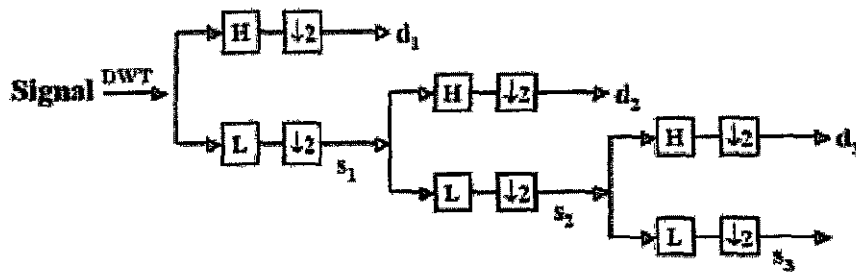 H ↓2 d₁
Signal DWT
L ↓2 s₁
H ↓2 d₂
L ↓2 s₂
H ↓2 d₃
L ↓2 s₃